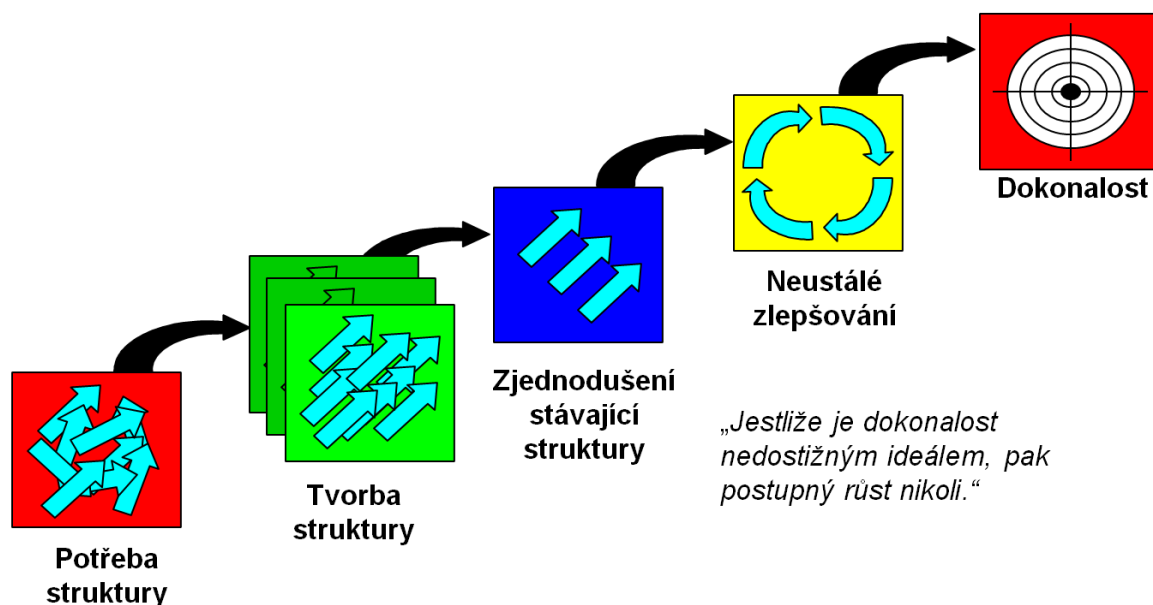 Dokonalost
Neustálé
zlepšování
Zjednodušení
stávající
struktury
„Jestliže je dokonalost
nedostižným ideálem, pak
postupný růst nikoli.“
Tvorba
struktury
Potřeba
struktury